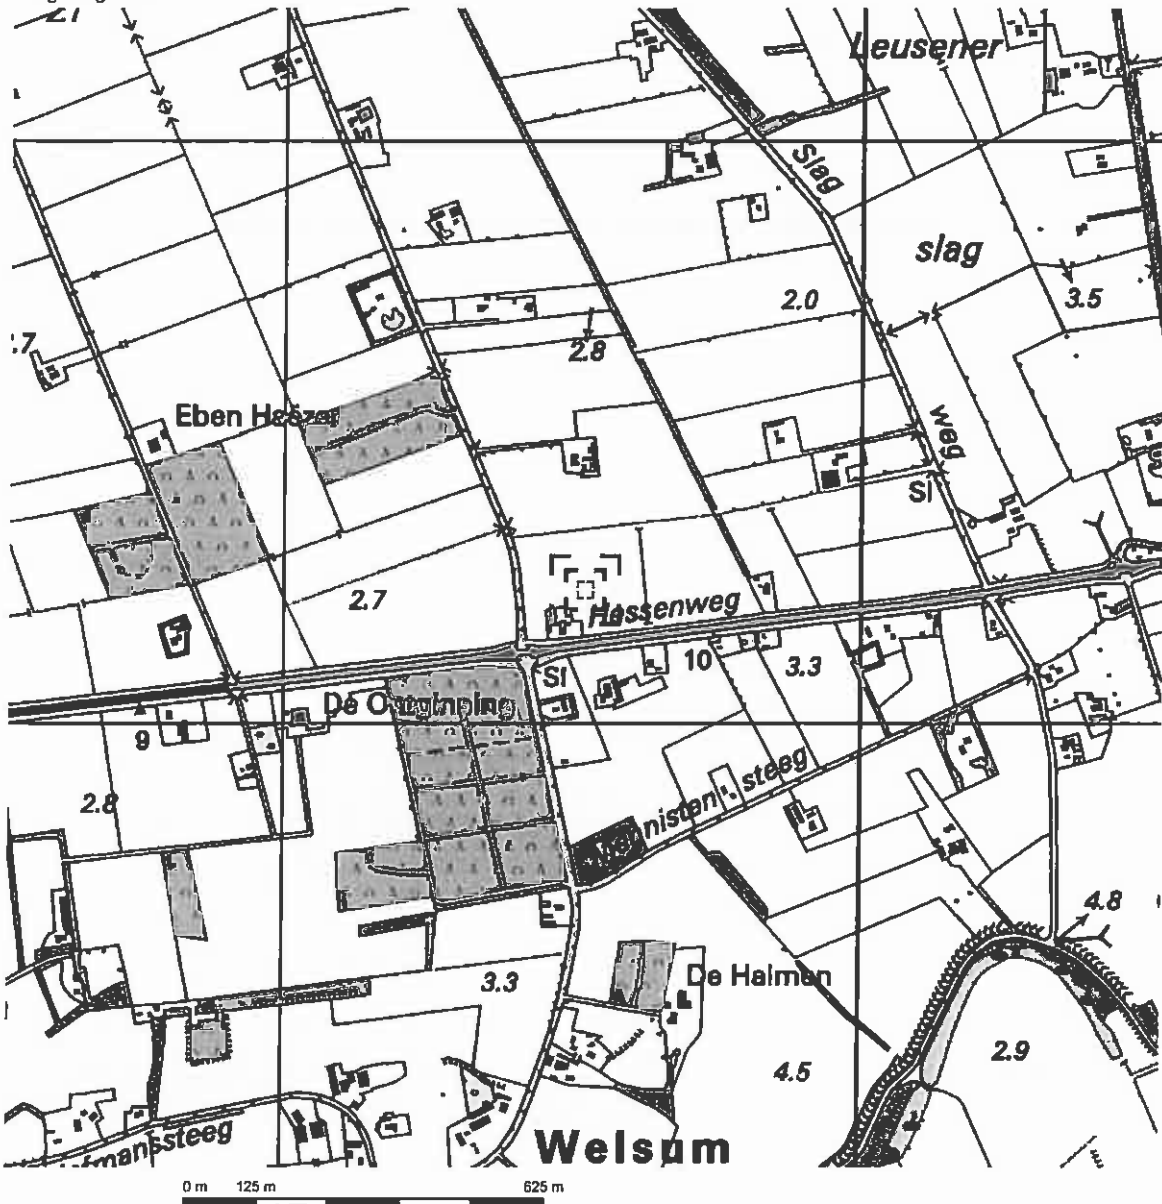 Leusener
Slag
slag
2.0
3.5
2.8
Eben Haëzer
weg
Sl
2.7
Hessenweg
10
3.3
Sl
9
2.8
steeg
4.8
3.3
De Halmen
4.5
2.9
Welsum
0 m 125 m 625 m